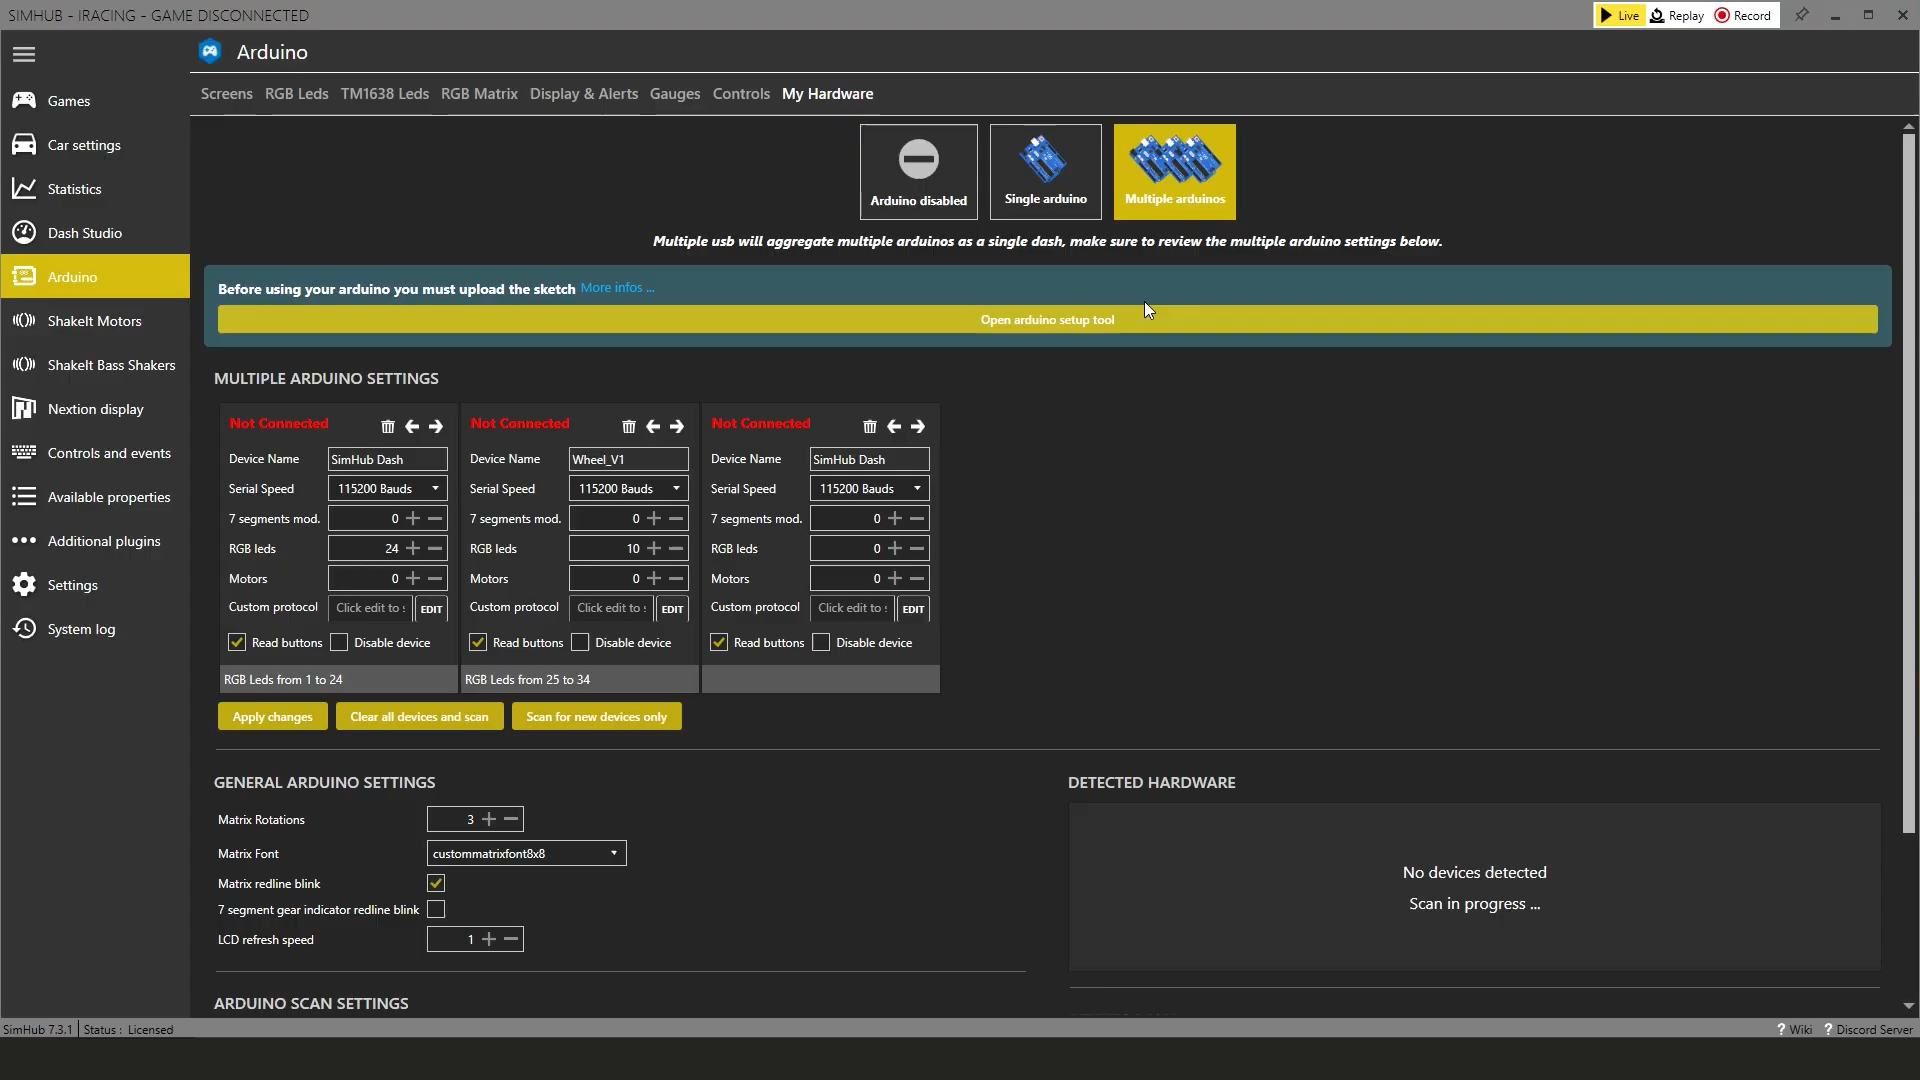 SIMHUB - IRACING - GAME DISCONNECTED
Live Replay Record
Arduino
Games
Car settings
Statistics
Dash Studio
Arduino
ShakeIt Motors
ShakeIt Bass Shakers
Nextion display
Controls and events
Available properties
Additional plugins
Settings
System log
Screens RGB Leds TM1638 Leds RGB Matrix Display & Alerts Gauges Controls My Hardware
Arduino disabled
Single arduino
Multiple arduinos
Multiple usb will aggregate multiple arduinos as a single dash, make sure to review the multiple arduino settings below.
Before using your arduino you must upload the sketch More infos ...
Open arduino setup tool
MULTIPLE ARDUINO SETTINGS
Not Connected
Device Name SimHub Dash
Serial Speed 115200 Bauds
7 segments mod. 0
RGB leds 24
Motors 0
Custom protocol Click edit to s EDIT
Read buttons Disable device
RGB Leds from 1 to 24
Not Connected
Device Name Wheel_V1
Serial Speed 115200 Bauds
7 segments mod. 0
RGB leds 10
Motors 0
Custom protocol Click edit to s EDIT
Read buttons Disable device
RGB Leds from 25 to 34
Not Connected
Device Name SimHub Dash
Serial Speed 115200 Bauds
7 segments mod. 0
RGB leds 0
Motors 0
Custom protocol Click edit to s EDIT
Read buttons Disable device
Apply changes Clear all devices and scan Scan for new devices only
GENERAL ARDUINO SETTINGS
Matrix Rotations 3
Matrix Font custommatrixfont8x8
Matrix redline blink
7 segment gear indicator redline blink
LCD refresh speed 1
DETECTED HARDWARE
No devices detected
Scan in progress ...
ARDUINO SCAN SETTINGS
SimHub 7.3.1 Status : Licensed
? Wiki ? Discord Server